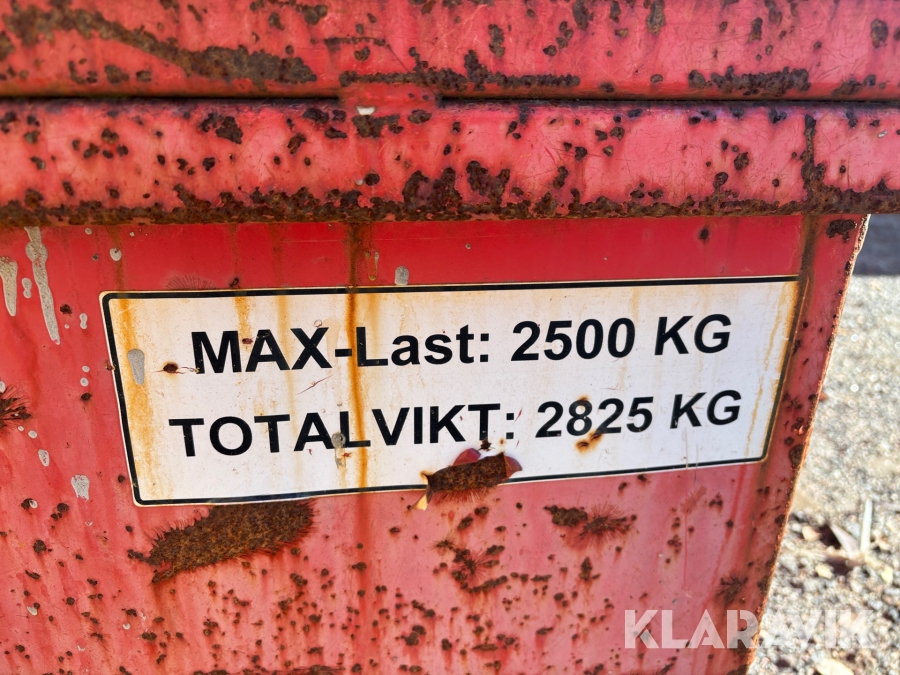 MAX-Last: 2500 KG
TOTALVIKT: 2825 KG
KLARAVIK